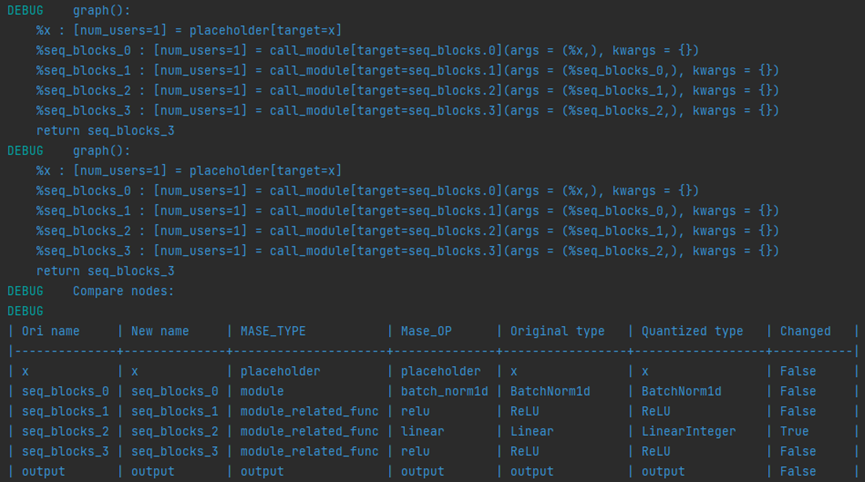 DEBUG    graph():
    %x : [num_users=1] = placeholder[target=x]
    %seq_blocks_0 : [num_users=1] = call_module[target=seq_blocks.0](args = (%x,), kwargs = {})
    %seq_blocks_1 : [num_users=1] = call_module[target=seq_blocks.1](args = (%seq_blocks_0,), kwargs = {})
    %seq_blocks_2 : [num_users=1] = call_module[target=seq_blocks.2](args = (%seq_blocks_1,), kwargs = {})
    %seq_blocks_3 : [num_users=1] = call_module[target=seq_blocks.3](args = (%seq_blocks_2,), kwargs = {})
    return seq_blocks_3
DEBUG    graph():
    %x : [num_users=1] = placeholder[target=x]
    %seq_blocks_0 : [num_users=1] = call_module[target=seq_blocks.0](args = (%x,), kwargs = {})
    %seq_blocks_1 : [num_users=1] = call_module[target=seq_blocks.1](args = (%seq_blocks_0,), kwargs = {})
    %seq_blocks_2 : [num_users=1] = call_module[target=seq_blocks.2](args = (%seq_blocks_1,), kwargs = {})
    %seq_blocks_3 : [num_users=1] = call_module[target=seq_blocks.3](args = (%seq_blocks_2,), kwargs = {})
    return seq_blocks_3
DEBUG    Compare nodes:
DEBUG
| Ori name     | New name     | MASE_TYPE           | Mase_OP      | Original type  | Quantized type  | Changed   |
|--------------+--------------+---------------------+--------------+----------------+-----------------+-----------|
| x            | x            | placeholder         | placeholder  | x              | x               | False     |
| seq_blocks_0 | seq_blocks_0 | module              | batch_norm1d | BatchNorm1d    | BatchNorm1d     | False     |
| seq_blocks_1 | seq_blocks_1 | module_related_func | relu         | ReLU           | ReLU            | False     |
| seq_blocks_2 | seq_blocks_2 | module_related_func | linear       | Linear         | LinearInteger   | True      |
| seq_blocks_3 | seq_blocks_3 | module_related_func | relu         | ReLU           | ReLU            | False     |
| output       | output       | output              | output       | output         | output          | False     |